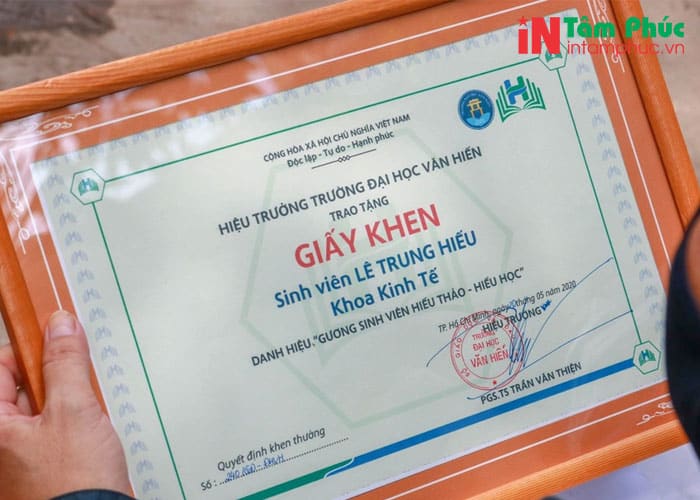 iN Tâm Phúc
intamphuc.vn
CỘNG HÒA XÃ HỘI CHỦ NGHĨA VIỆT NAM
Độc lập - Tự do - Hạnh phúc
HIỆU TRƯỞNG TRƯỜNG ĐẠI HỌC VĂN HIẾN
TRAO TẶNG
GIẤY KHEN
Sinh viên LÊ TRUNG HIẾU
Khoa Kinh Tế
DANH HIỆU."GƯƠNG SINH VIÊN HIẾU THẢO - HIẾU HỌC"
TP. Hồ Chí Minh, ngày tháng 05 năm 2020
HIỆU TRƯỞNG
TRƯỜNG
ĐẠI HỌC
VĂN HIẾN
PGS.TS TRẦN VĂN THIỆN
Quyết định khen thưởng
Số :